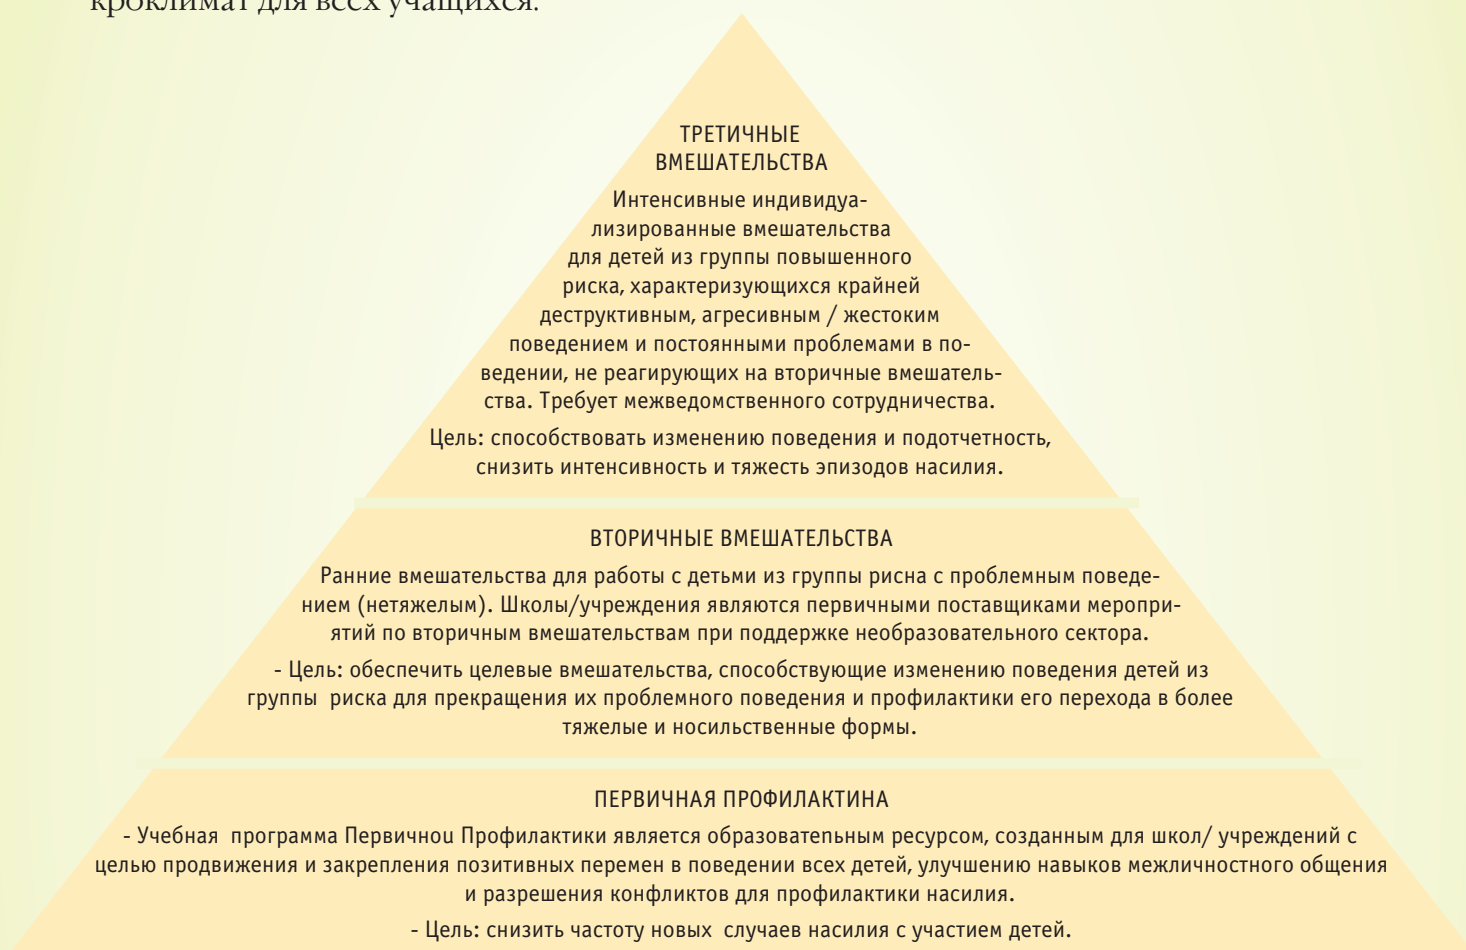 кроклимат для всех учащихся.
ТРЕТИЧНЫЕ
ВМЕШАТЕЛЬСТВА
Интенсивные индивидуа-
лизированные вмешательства
для детей из группы повышенного
риска, характеризующихся крайней
деструктивным, агресивным / жестоким
поведением и постоянными проблемами в по-
ведении, не реагирующих на вторичные вмешатель-
ства. Требует межведомственного сотрудничества.
Цель: способствовать изменению поведения и подотчетность,
снизить интенсивность и тяжесть эпизодов насилия.
ВТОРИЧНЫЕ ВМЕШАТЕЛЬСТВА
Ранние вмешательства для работы с детьми из группы рисна с проблемным поведе-
нием (нетяжелым). Школы/учреждения являются первичными поставщиками меропри-
ятий по вторичным вмешательствам при поддержке необразовательного сектора.
- Цель: обеспечить целевые вмешательства, способствующие изменению поведения детей из
группы риска для прекращения их проблемного поведения и профилактики его перехода в более
тяжелые и носильственные формы.
ПЕРВИЧНАЯ ПРОФИЛАКТИНА
- Учебная программа Первичноu Профилактики является образоватепьным ресурсом, созданным для школ/ учреждений с
целью продвижения и закрепления позитивных перемен в поведении всех детей, улучшению навыков межличностного общения
и разрешения конфликтов для профилактики насилия.
- Цель: снизить частоту новых случаев насилия с участием детей.